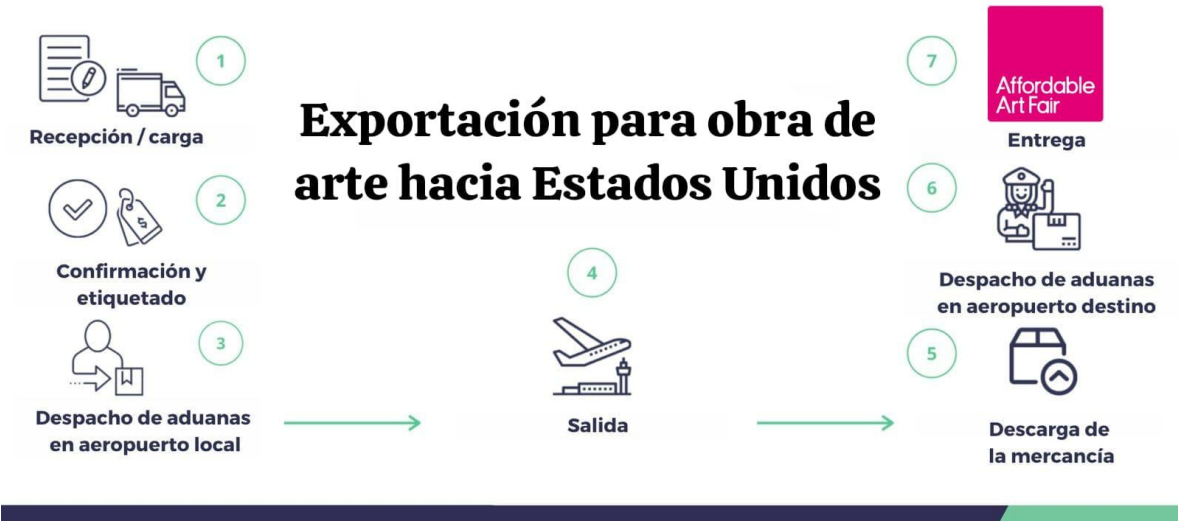 Exportación para obra de
arte hacia Estados Unidos
1
Recepción / carga
2
$
Confirmación y
etiquetado
3
Despacho de aduanas
en aeropuerto local
4
Salida
5
Descarga de
la mercancía
6
Despacho de aduanas
en aeropuerto destino
7
Affordable
Art Fair
Entrega